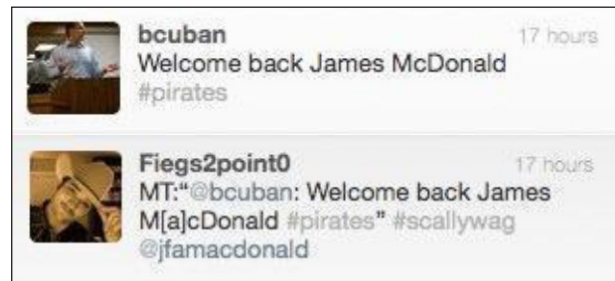 bcuban 17 hours
Welcome back James McDonald
#pirates
Fiegs2point0 17 hours
MT:“@bcuban: Welcome back James
M[a]cDonald #pirates” #scallywag
@jfamacdonald